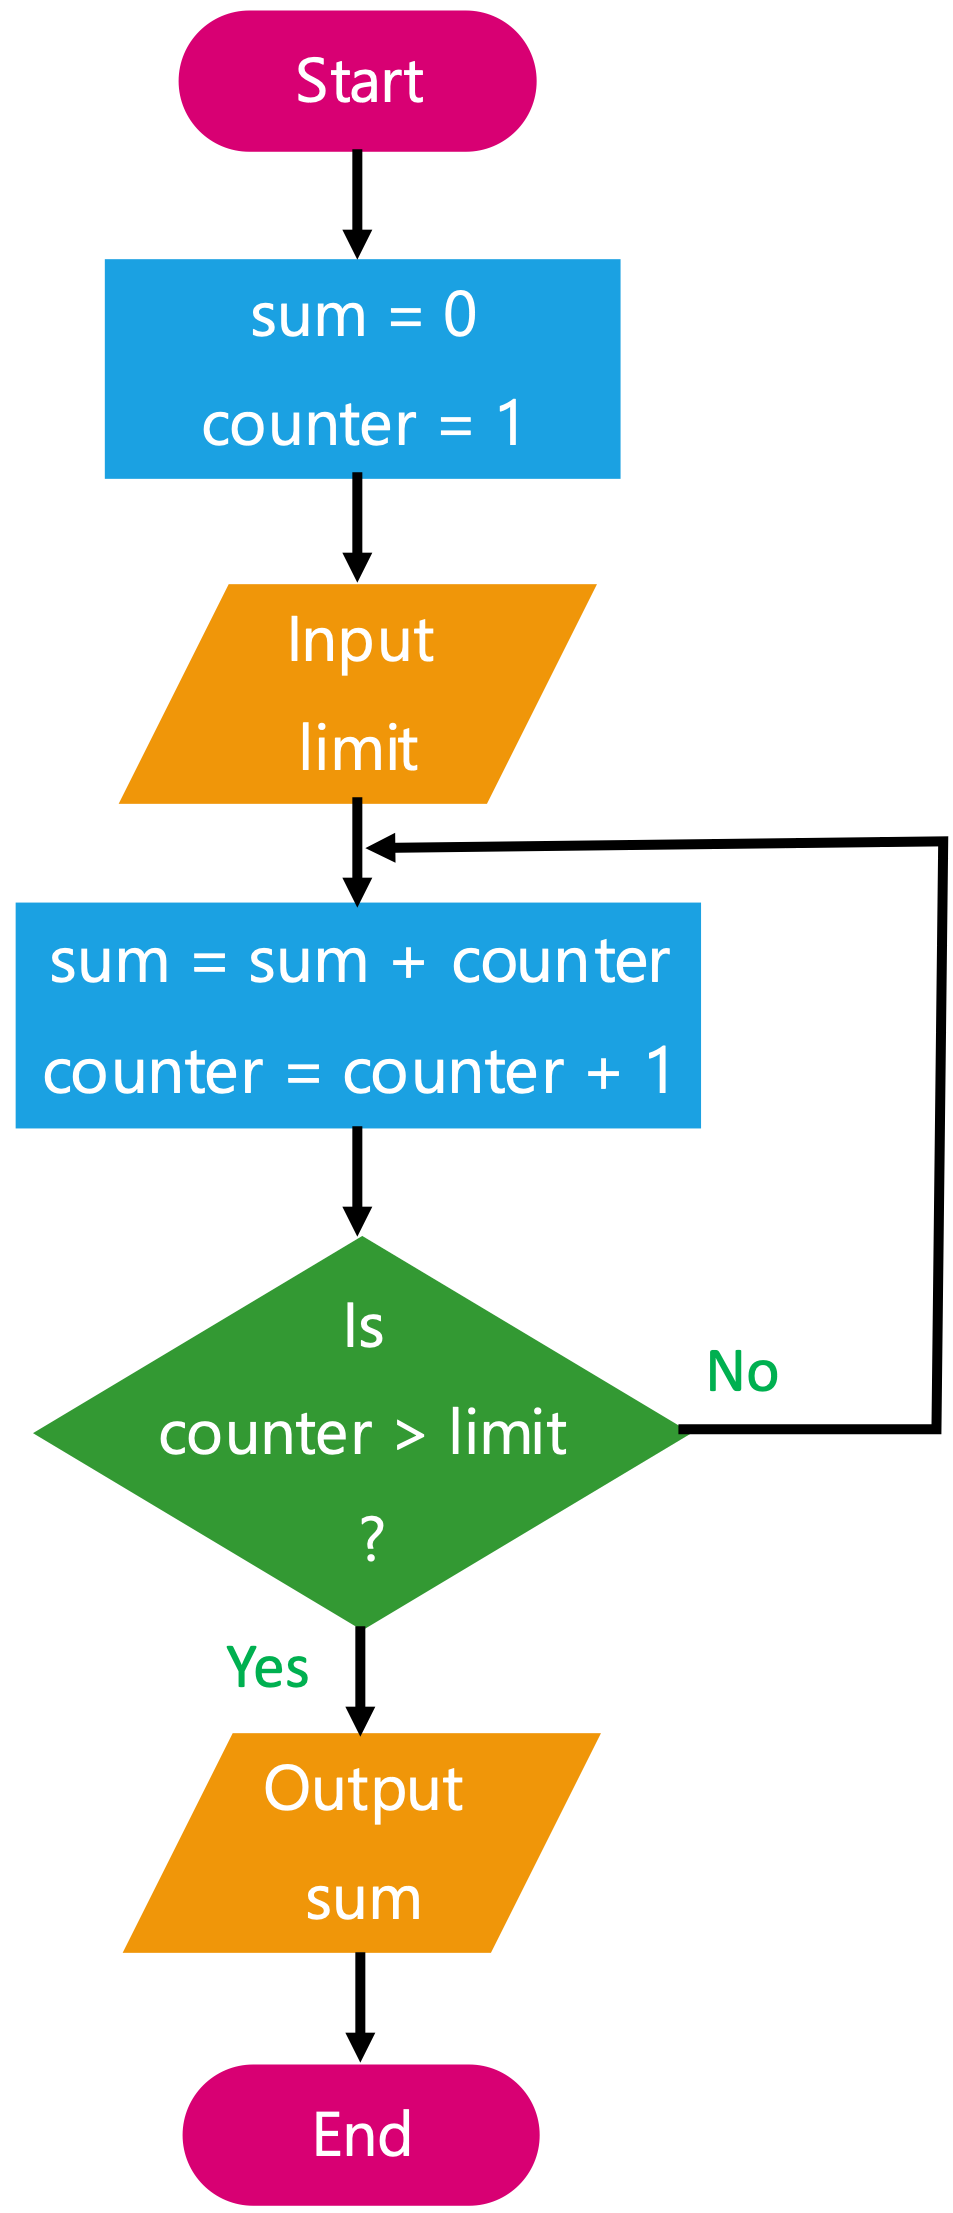 Start
sum = 0
counter = 1
Input
limit
sum = sum + counter
counter = counter + 1
Is
counter > limit
?
No
Yes
Output
sum
End